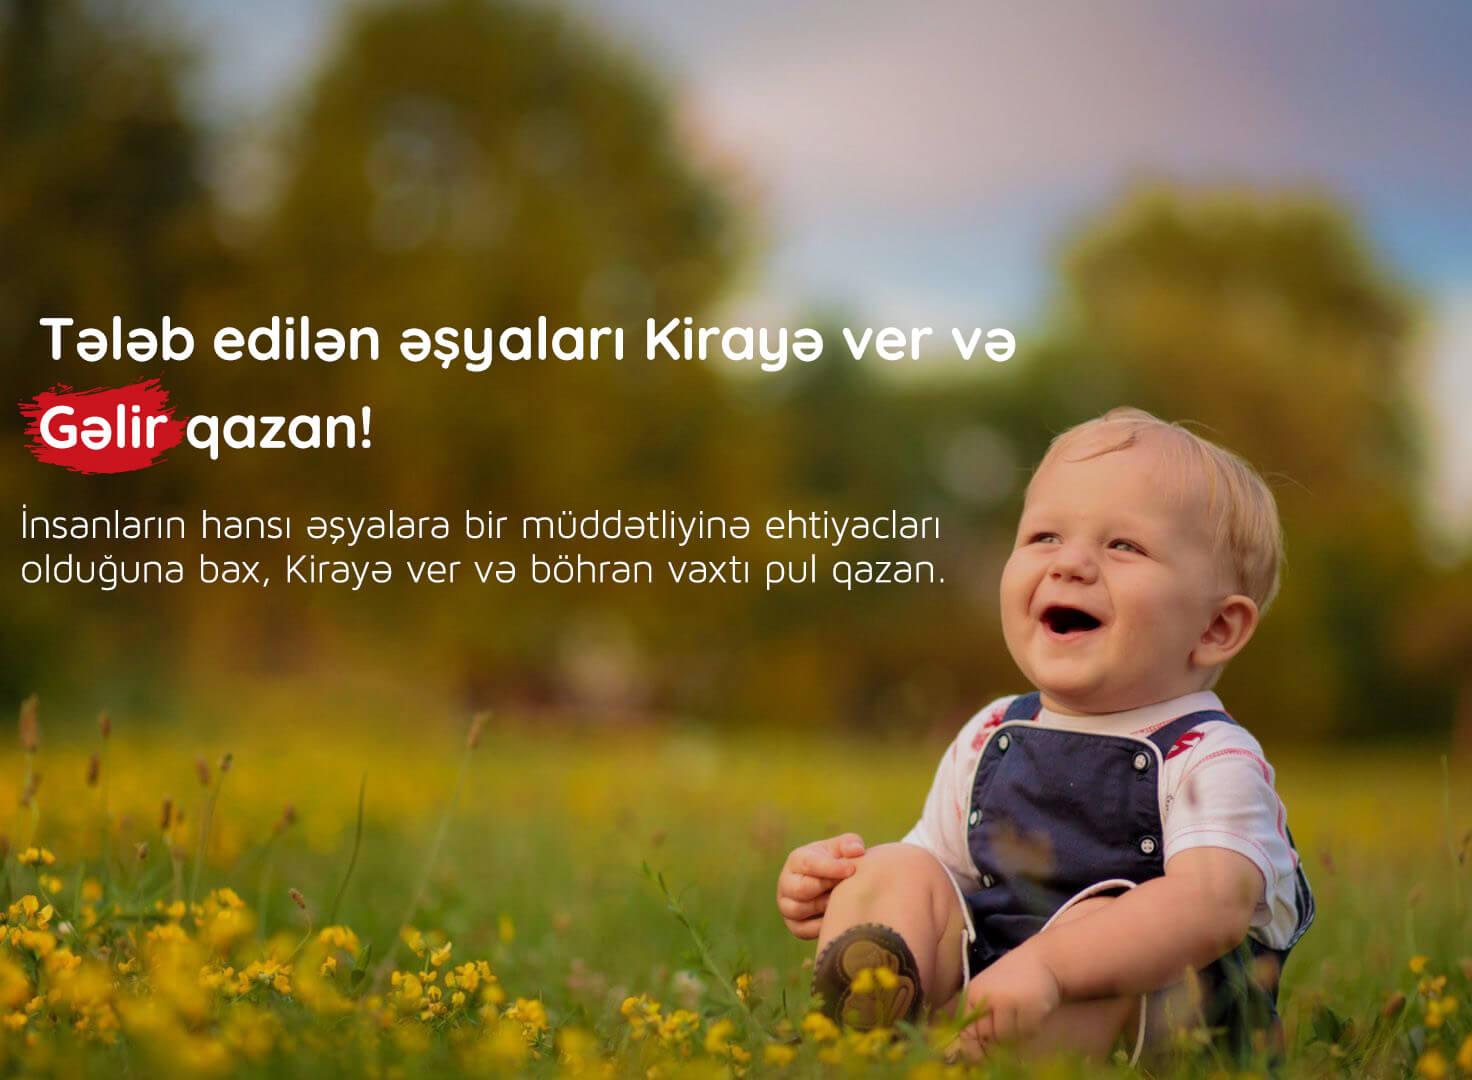 Tələb edilən əşyaları Kirayə ver və
Gəlir qazan!
İnsanların hansı əşyalara bir müddətliyinə ehtiyacları
olduğuna bax, Kirayə ver və böhran vaxtı pul qazan.